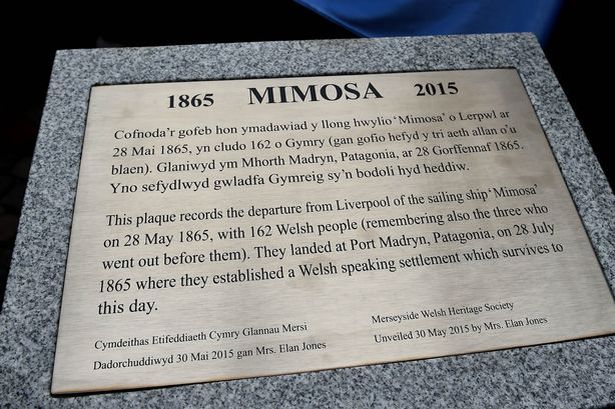 1865 MIMOSA 2015
Cofnoda'r gofeb hon ymadawiad y llong hwylio 'Mimosa' o Lerpwl ar
28 Mai 1865, yn cludo 162 o Gymry (gan gofio hefyd y tri aeth allan o'u
blaen). Glaniwyd ym Mhorth Madryn, Patagonia, ar 28 Gorffennaf 1865.
Yno sefydlwyd gwladfa Gymreig sy'n bodoli hyd heddiw.
This plaque records the departure from Liverpool of the sailing ship 'Mimosa'
on 28 May 1865, with 162 Welsh people (remembering also the three who
went out before them). They landed at Port Madryn, Patagonia, on 28 July
1865 where they established a Welsh speaking settlement which survives to
this day.
Cymdeithas Etifeddiaeth Cymry Glannau Mersi
Dadorchuddiwyd 30 Mai 2015 gan Mrs. Elan Jones
Merseyside Welsh Heritage Society
Unveiled 30 May 2015 by Mrs. Elan Jones